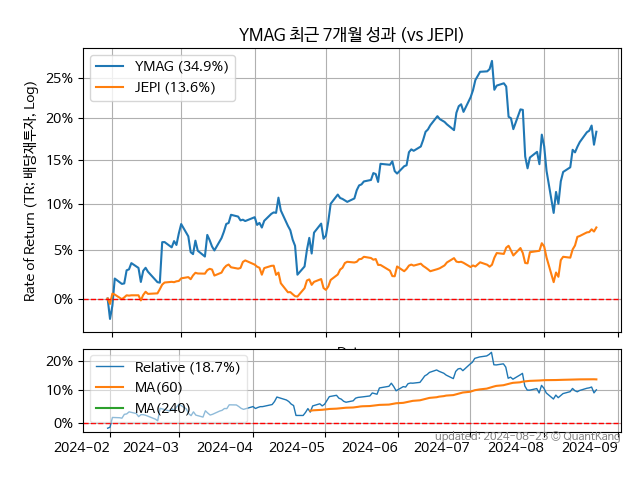 YMAG 최근 7개월 성과 (vs JEPI)
Rate of Return (TR: 배당재투자, Log)
25%
20%
15%
10%
5%
0%
YMAG (34.9%)
JEPI (13.6%)
20%
10%
0%
Relative (18.7%)
MA(60)
MA(240)
2024-02 2024-03 2024-04 2024-05 2024-06 2024-07 2024-08 2024-09
updated: 2024-08-23 © QuantKang